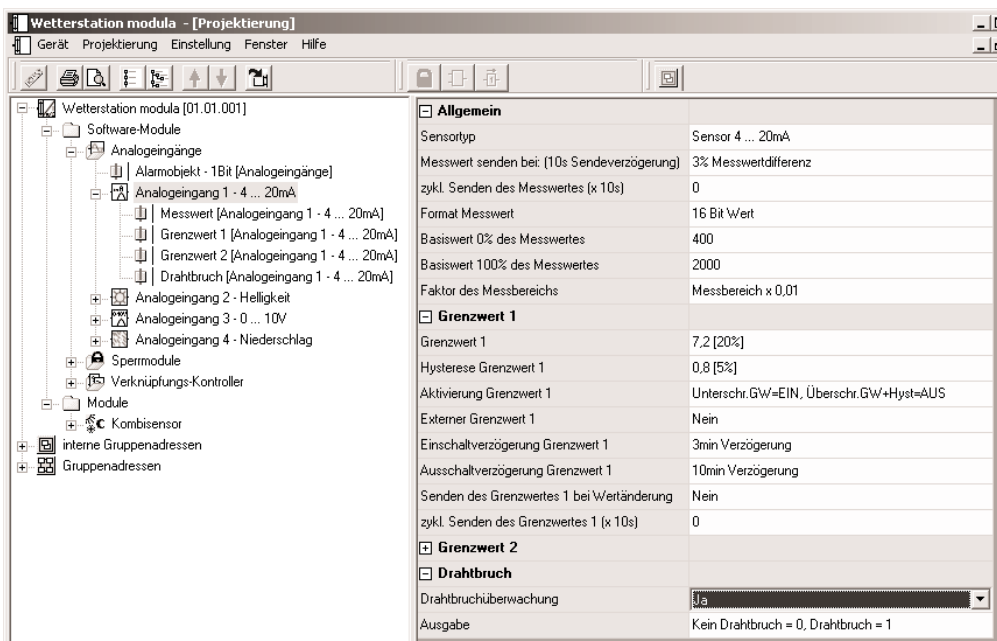 Wetterstation modula - [Projektierung]
Gerät Projektierung Einstellung Fenster Hilfe
Wetterstation modula [01.01.001]
Software-Module
Analogeingänge
Alarmobjekt - 1Bit [Analogeingänge]
Analogeingang 1 - 4 ... 20mA
Messwert [Analogeingang 1 - 4 ... 20mA]
Grenzwert 1 [Analogeingang 1 - 4 ... 20mA]
Grenzwert 2 [Analogeingang 1 - 4 ... 20mA]
Drahtbruch [Analogeingang 1 - 4 ... 20mA]
Analogeingang 2 - Helligkeit
Analogeingang 3 - 0 ... 10V
Analogeingang 4 - Niederschlag
Sperrmodule
Verknüpfungs-Kontroller
Module
Kombisensor
interne Gruppenadressen
Gruppenadressen
Allgemein
Sensortyp Sensor 4 ... 20mA
Messwert senden bei: (10s Sendeverzögerung) 3% Messwertdifferenz
zykl. Senden des Messwertes (x 10s) 0
Format Messwert 16 Bit Wert
Basiswert 0% des Messwertes 400
Basiswert 100% des Messwertes 2000
Faktor des Messbereichs Messbereich x 0,01
Grenzwert 1
Grenzwert 1 7,2 [20%]
Hysterese Grenzwert 1 0,8 [5%]
Aktivierung Grenzwert 1 Unterschr.GW=EIN, Überschr.GW+Hyst=AUS
Externer Grenzwert 1 Nein
Einschaltverzögerung Grenzwert 1 3min Verzögerung
Ausschaltverzögerung Grenzwert 1 10min Verzögerung
Senden des Grenzwertes 1 bei Wertänderung Nein
zykl. Senden des Grenzwertes 1 (x 10s) 0
Grenzwert 2
Drahtbruch
Drahtbruchüberwachung Ja
Ausgabe Kein Drahtbruch = 0, Drahtbruch = 1